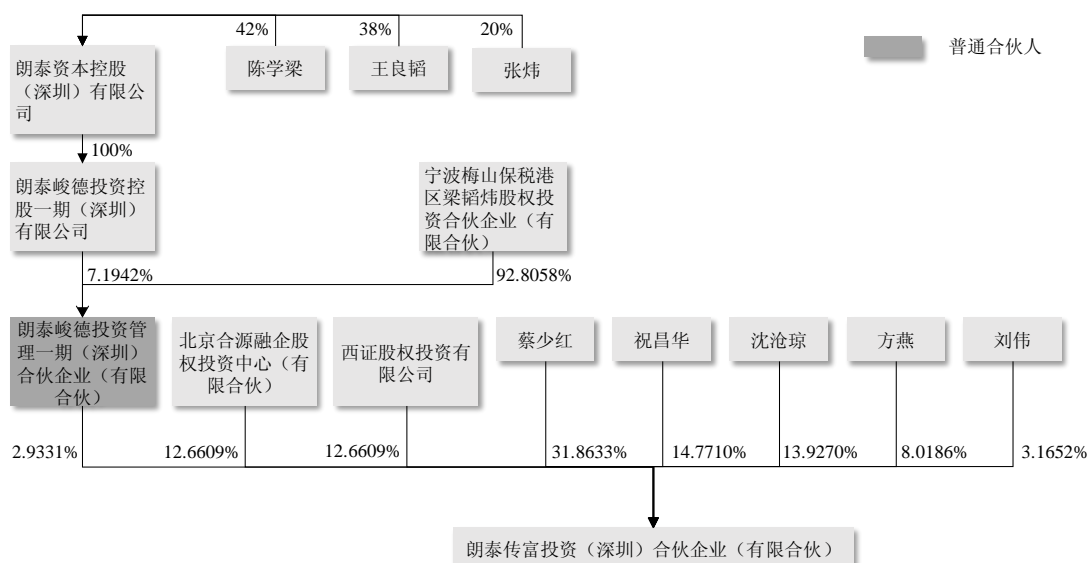 42%
38%
20%
普通合伙人
朗泰资本控股
（深圳）有限公
司
陈学梁
王良韬
张炜
100%
朗泰峻德投资控
股一期（深圳）
有限公司
宁波梅山保税港
区梁韬炜股权投
资合伙企业（有
限合伙）
7.1942%
92.8058%
朗泰峻德投资管
理一期（深圳）
合伙企业（有限
合伙）
北京合源融企股
权投资中心（有
限合伙）
西证股权投资有
限公司
蔡少红
祝昌华
沈沧琼
方燕
刘伟
2.9331%
12.6609%
12.6609%
31.8633%
14.7710%
13.9270%
8.0186%
3.1652%
朗泰传富投资（深圳）合伙企业（有限合伙）